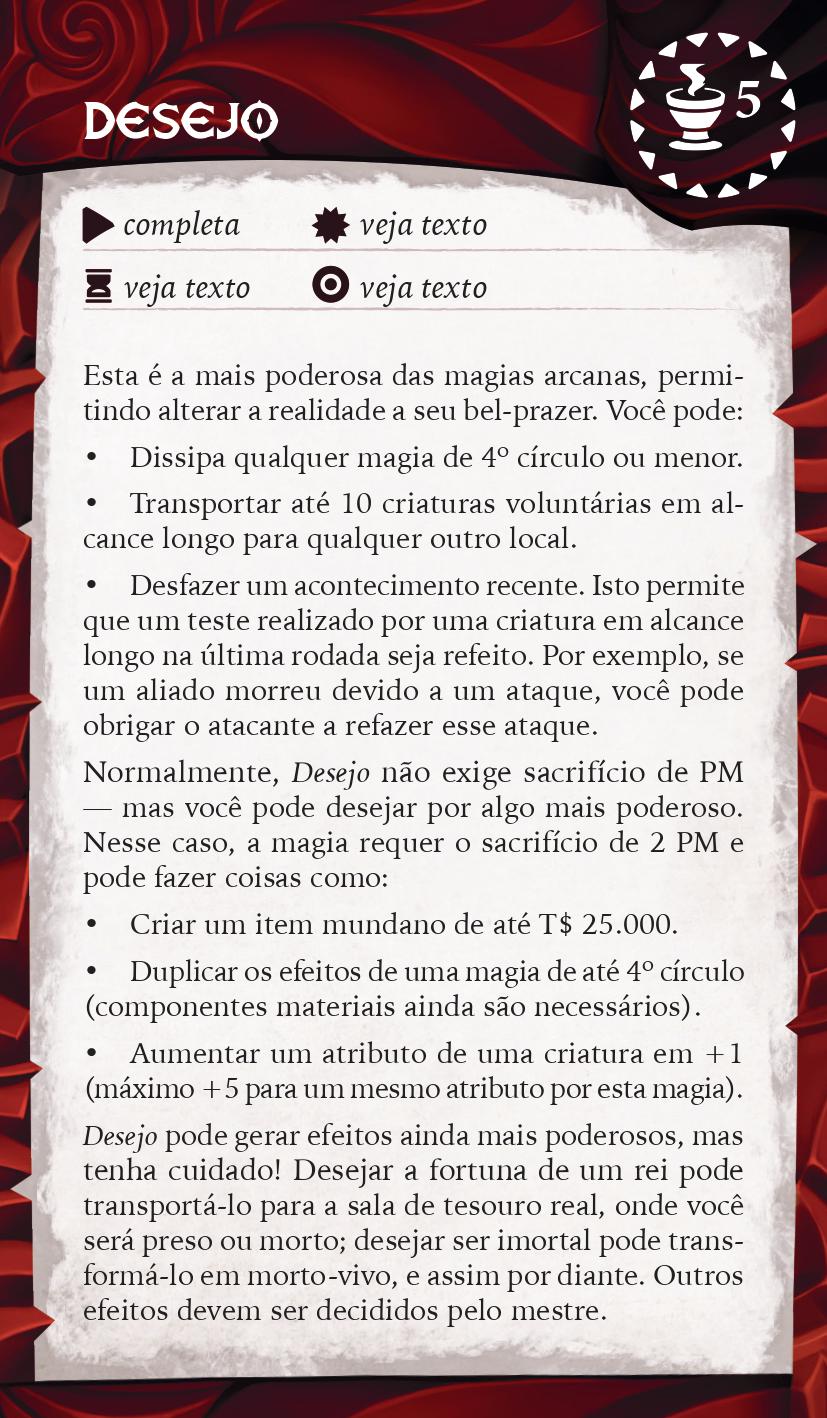 DESEJO
5
completa
veja texto
veja texto
veja texto
Esta é a mais poderosa das magias arcanas, permi-
tindo alterar a realidade a seu bel-prazer. Você pode:
• Dissipa qualquer magia de 4º círculo ou menor.
• Transportar até 10 criaturas voluntárias em al-
cance longo para qualquer outro local.
• Desfazer um acontecimento recente. Isto permite
que um teste realizado por uma criatura em alcance
longo na última rodada seja refeito. Por exemplo, se
um aliado morreu devido a um ataque, você pode
obrigar o atacante a refazer esse ataque.
Normalmente, Desejo não exige sacrifício de PM
— mas você pode desejar por algo mais poderoso.
Nesse caso, a magia requer o sacrifício de 2 PM e
pode fazer coisas como:
• Criar um item mundano de até T$ 25.000.
• Duplicar os efeitos de uma magia de até 4º círculo
(componentes materiais ainda são necessários).
• Aumentar um atributo de uma criatura em +1
(máximo +5 para um mesmo atributo por esta magia).
Desejo pode gerar efeitos ainda mais poderosos, mas
tenha cuidado! Desejar a fortuna de um rei pode
transportá-lo para a sala de tesouro real, onde você
será preso ou morto; desejar ser imortal pode trans-
formá-lo em morto-vivo, e assim por diante. Outros
efeitos devem ser decididos pelo mestre.